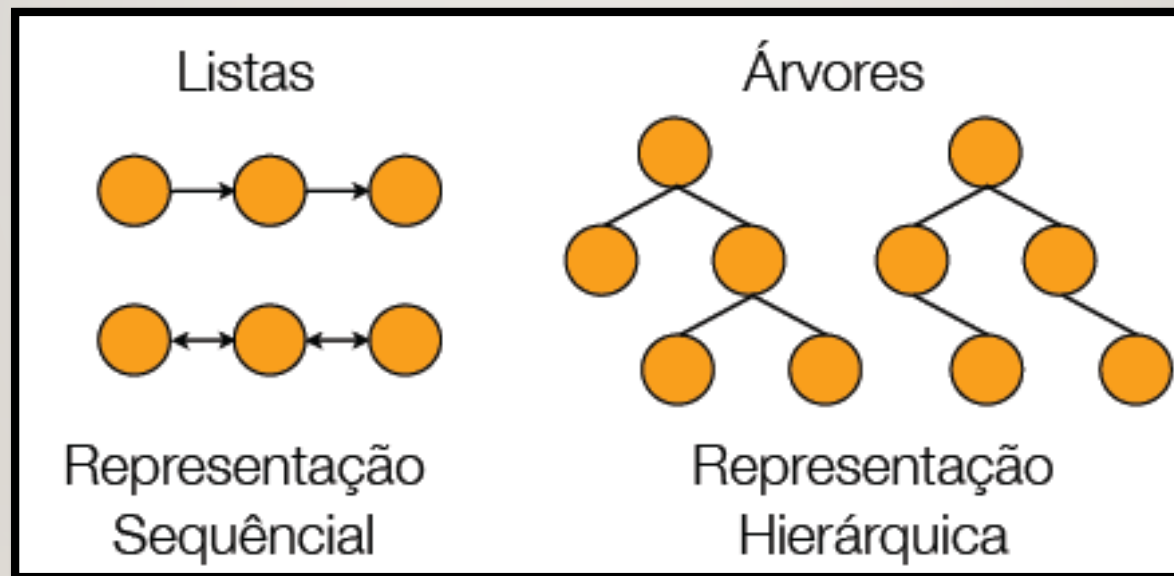 Listas
Árvores
Representação
Sequêncial
Representação
Hierárquica